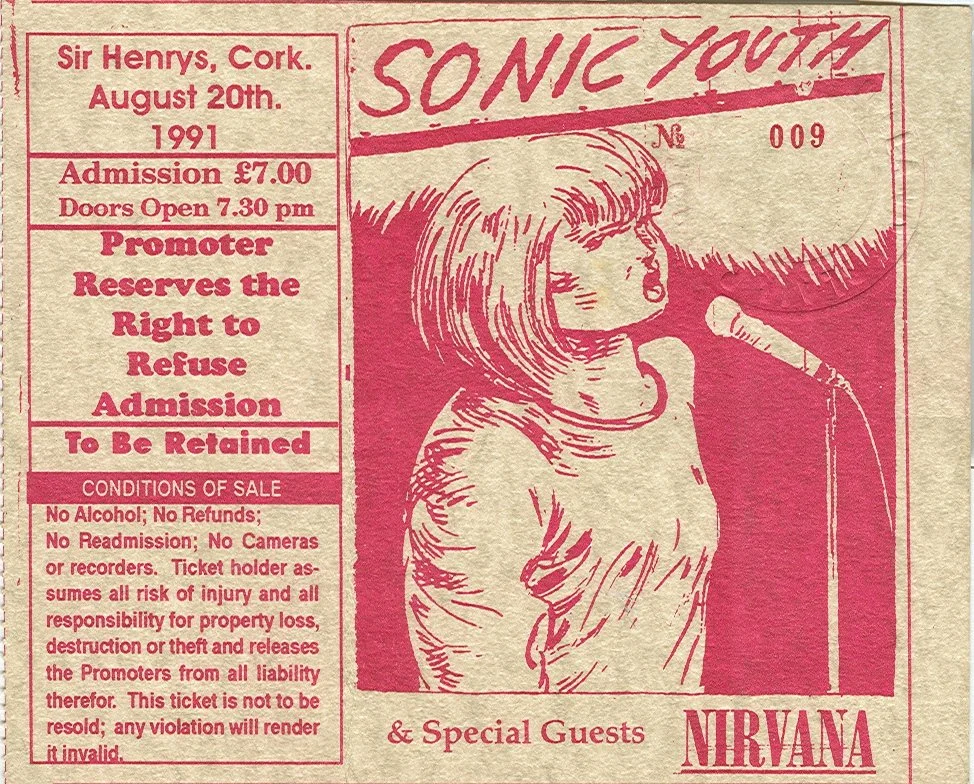 Sir Henrys, Cork.
August 20th.
1991
Admission £7.00
Doors Open 7.30 pm
Promoter
Reserves the
Right to
Refuse
Admission
To Be Retained
CONDITIONS OF SALE
No Alcohol; No Refunds;
No Readmission; No Cameras
or recorders. Ticket holder as-
sumes all risk of injury and all
responsibility for property loss,
destruction or theft and releases
the Promoters from all liability
therefor. This ticket is not to be
resold; any violation will render
it invalid.
SONIC YOUTH
№ 009
& Special Guests NIRVANA